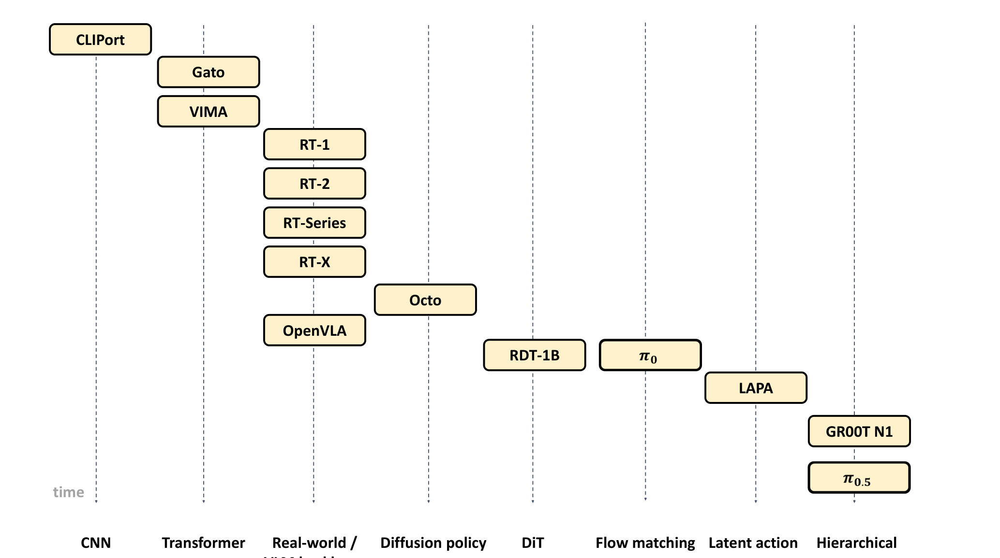 CLIPort
Gato
VIMA
RT-1
RT-2
RT-Series
RT-X
Octo
OpenVLA
RDT-1B
π0
LAPA
GR00T N1
π0.5
time
CNN
Transformer
Real-world /
Diffusion policy
DiT
Flow matching
Latent action
Hierarchical